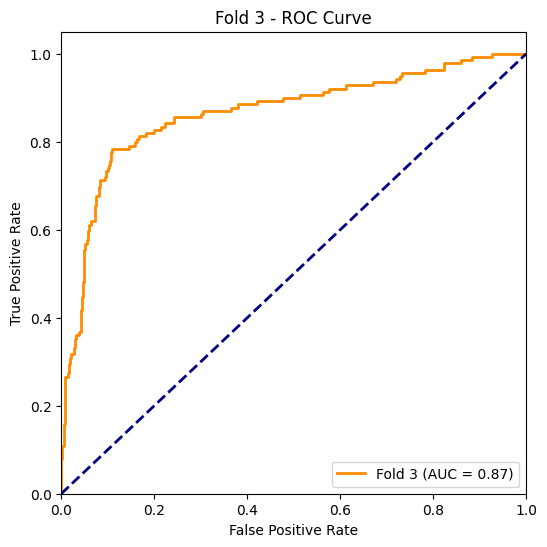 Fold 3 - ROC Curve
1.0
0.8
0.6
0.4
0.2
0.0
True Positive Rate
Fold 3 (AUC = 0.87)
0.0 0.2 0.4 0.6 0.8 1.0
False Positive Rate